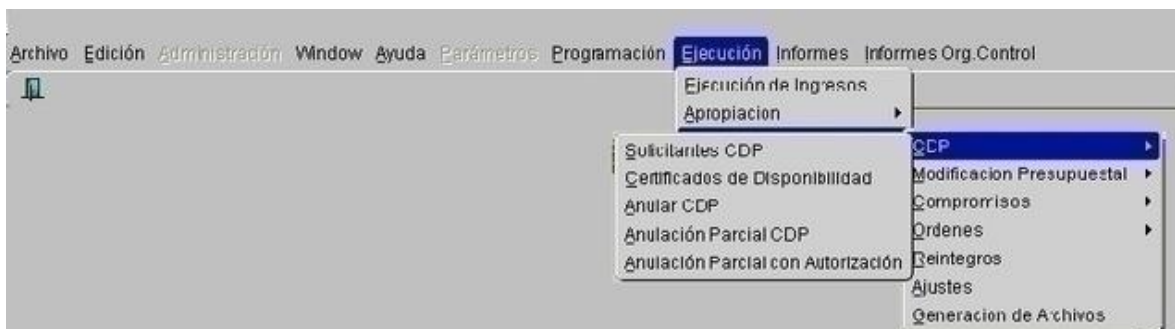 Archivo Edición Administración Window Ayuda Parámetros Programación Ejecución Informes Informes Org.Control
Ejecución de Ingresos
Apropiacion
CDP
Modificacion Presupuestal
Compromisos
Ordenes
Reintegros
Ajustes
Generacion de Archivos
Solicitantes CDP
Certificados de Disponibilidad
Anular CDP
Anulación Parcial CDP
Anulación Parcial con Autorización